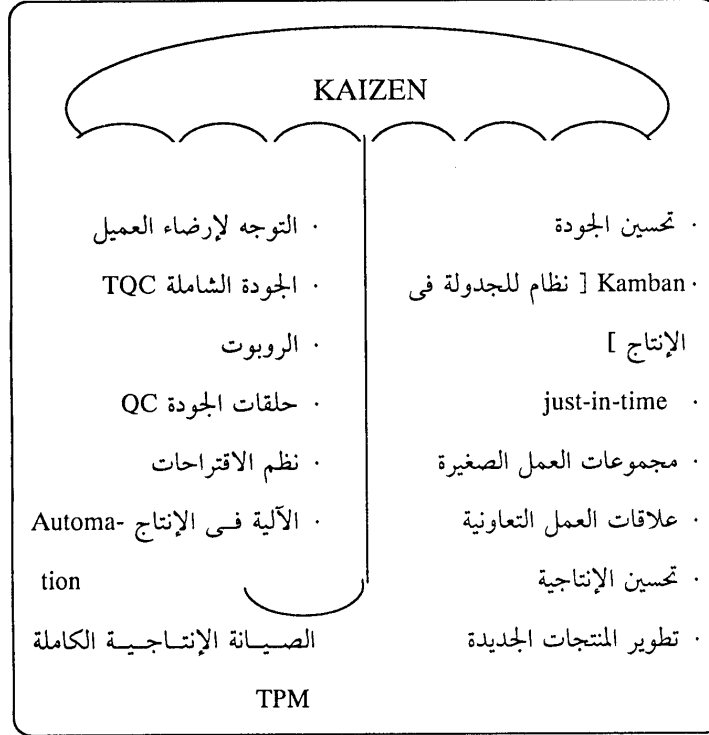 KAIZEN
· تحسين الجودة
· Kamban [ نظام للجدولة فى
الإنتاج ]
· just-in-time
· مجموعات العمل الصغيرة
· علاقات العمل التعاونية
· تحسين الإنتاجية
· تطوير المنتجات الجديدة
· التوجه لإرضاء العميل
· الجودة الشاملة TQC
· الروبوت
· حلقات الجودة QC
· نظم الاقتراحات
· الآلية فى الإنتاج Automa-
tion
الصيانة الإنتاجية الكاملة
TPM